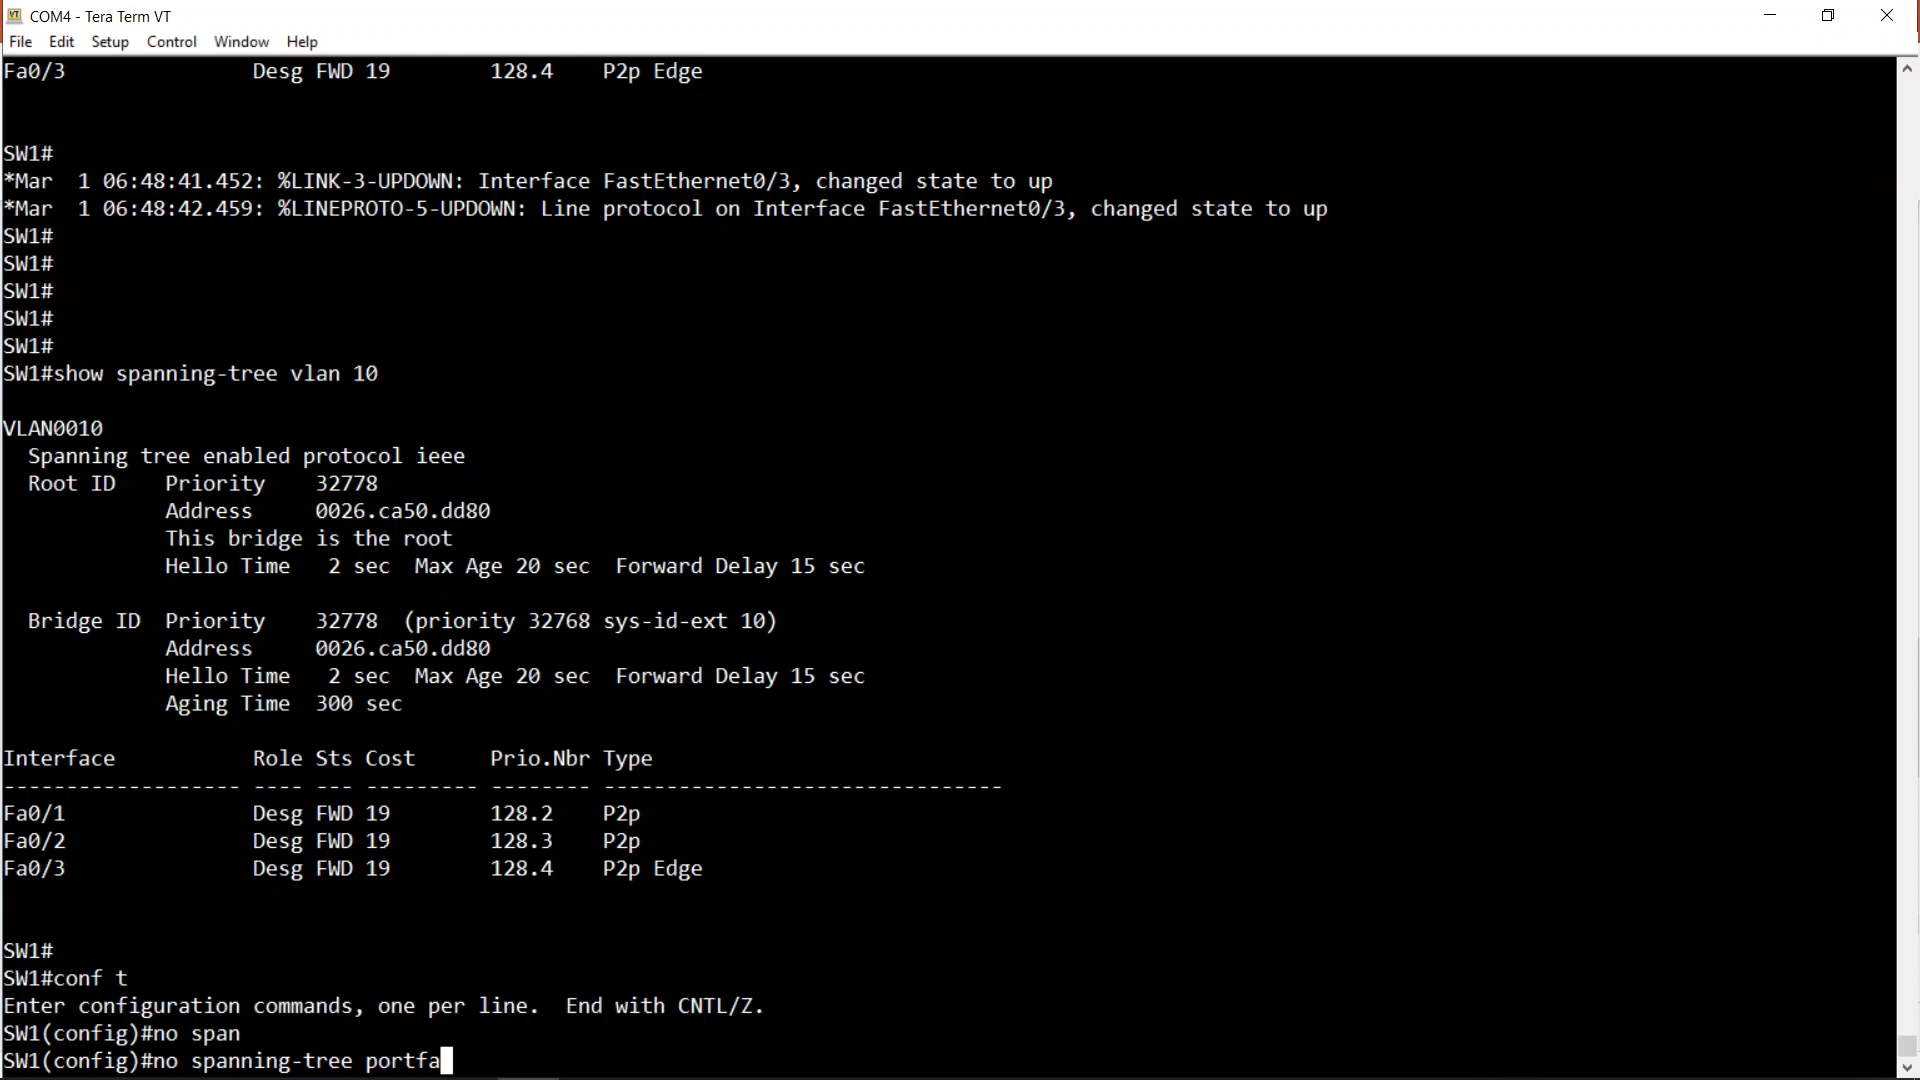 COM4 - Tera Term VT
File Edit Setup Control Window Help
Fa0/3               Desg FWD 19        128.4    P2p Edge
SW1#
*Mar  1 06:48:41.452: %LINK-3-UPDOWN: Interface FastEthernet0/3, changed state to up
*Mar  1 06:48:42.459: %LINEPROTO-5-UPDOWN: Line protocol on Interface FastEthernet0/3, changed state to up
SW1#
SW1#
SW1#
SW1#
SW1#
SW1#show spanning-tree vlan 10
VLAN0010
  Spanning tree enabled protocol ieee
  Root ID    Priority    32778
             Address     0026.ca50.dd80
             This bridge is the root
             Hello Time   2 sec  Max Age 20 sec  Forward Delay 15 sec
  Bridge ID  Priority    32778  (priority 32768 sys-id-ext 10)
             Address     0026.ca50.dd80
             Hello Time   2 sec  Max Age 20 sec  Forward Delay 15 sec
             Aging Time  300 sec
Interface           Role Sts Cost      Prio.Nbr Type
------------------- ---- --- --------- -------- --------------------------------
Fa0/1               Desg FWD 19        128.2    P2p
Fa0/2               Desg FWD 19        128.3    P2p
Fa0/3               Desg FWD 19        128.4    P2p Edge
SW1#
SW1#conf t
Enter configuration commands, one per line.  End with CNTL/Z.
SW1(config)#no span
SW1(config)#no spanning-tree portfa